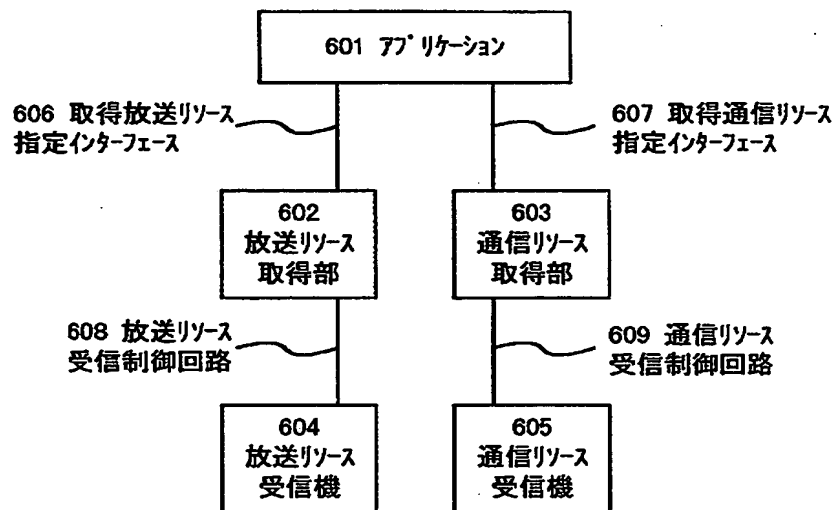 601 アプリケーション
606 取得放送リソース
指定インターフェース
607 取得通信リソース
指定インターフェース
602
放送リソース
取得部
603
通信リソース
取得部
608 放送リソース
受信制御回路
609 通信リソース
受信制御回路
604
放送リソース
受信機
605
通信リソース
受信機